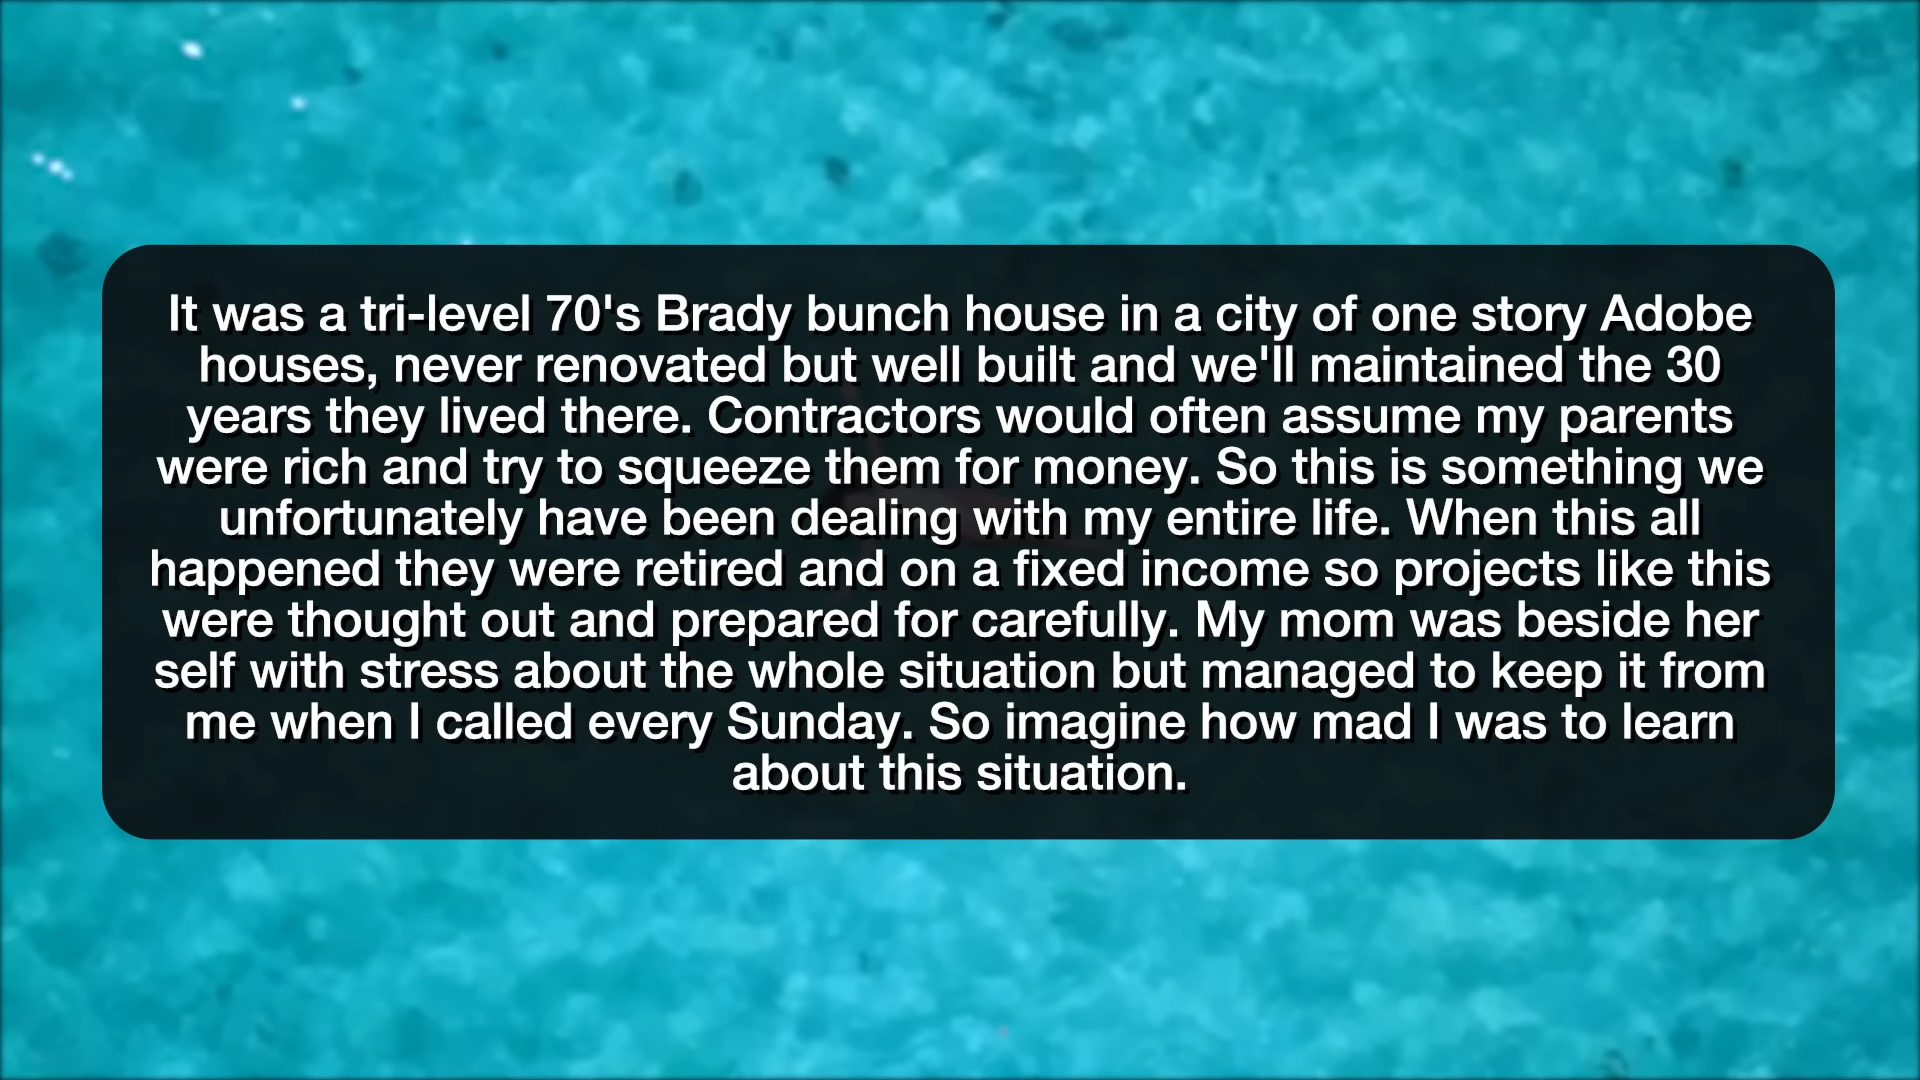 It was a tri-level 70's Brady bunch house in a city of one story Adobe
houses, never renovated but well built and we'll maintained the 30
years they lived there. Contractors would often assume my parents
were rich and try to squeeze them for money. So this is something we
unfortunately have been dealing with my entire life. When this all
happened they were retired and on a fixed income so projects like this
were thought out and prepared for carefully. My mom was beside her
self with stress about the whole situation but managed to keep it from
me when I called every Sunday. So imagine how mad I was to learn
about this situation.